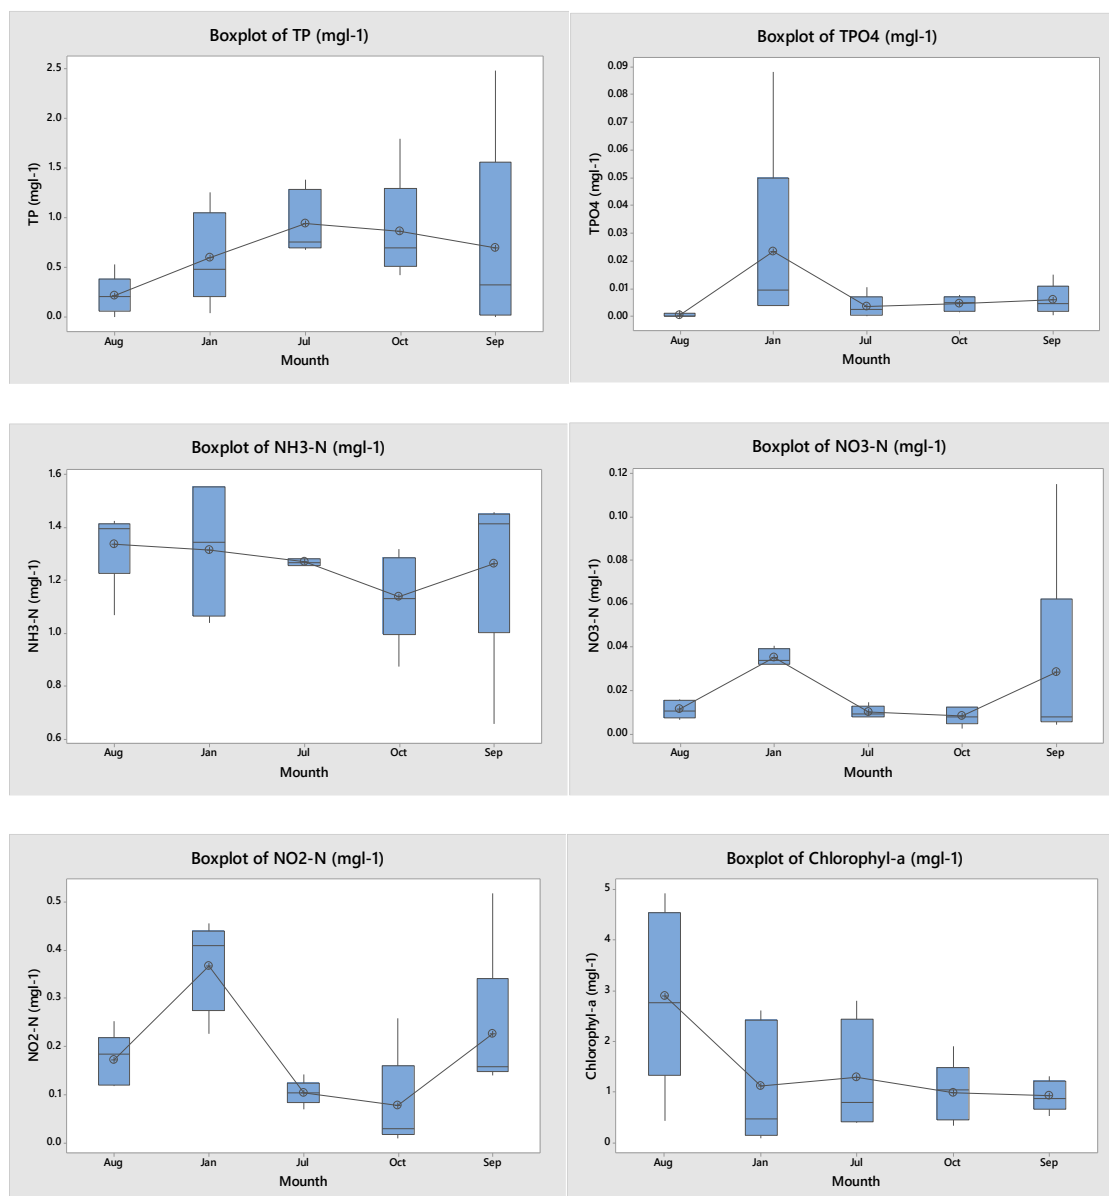 Boxplot of TP (mgl-1)
TP (mgl-1)
2.5
2.0
1.5
1.0
0.5
0.0
Aug Jan Jul Oct Sep
Mounth
Boxplot of TPO4 (mgl-1)
TPO4 (mgl-1)
0.09
0.08
0.07
0.06
0.05
0.04
0.03
0.02
0.01
0.00
Aug Jan Jul Oct Sep
Mounth
Boxplot of NH3-N (mgl-1)
NH3-N (mgl-1)
1.6
1.4
1.2
1.0
0.8
0.6
Aug Jan Jul Oct Sep
Mounth
Boxplot of NO3-N (mgl-1)
NO3-N (mgl-1)
0.12
0.10
0.08
0.06
0.04
0.02
0.00
Aug Jan Jul Oct Sep
Mounth
Boxplot of NO2-N (mgl-1)
NO2-N (mgl-1)
0.5
0.4
0.3
0.2
0.1
0.0
Aug Jan Jul Oct Sep
Mounth
Boxplot of Chlorophyl-a (mgl-1)
Chlorophyl-a (mgl-1)
5
4
3
2
1
0
Aug Jan Jul Oct Sep
Mounth